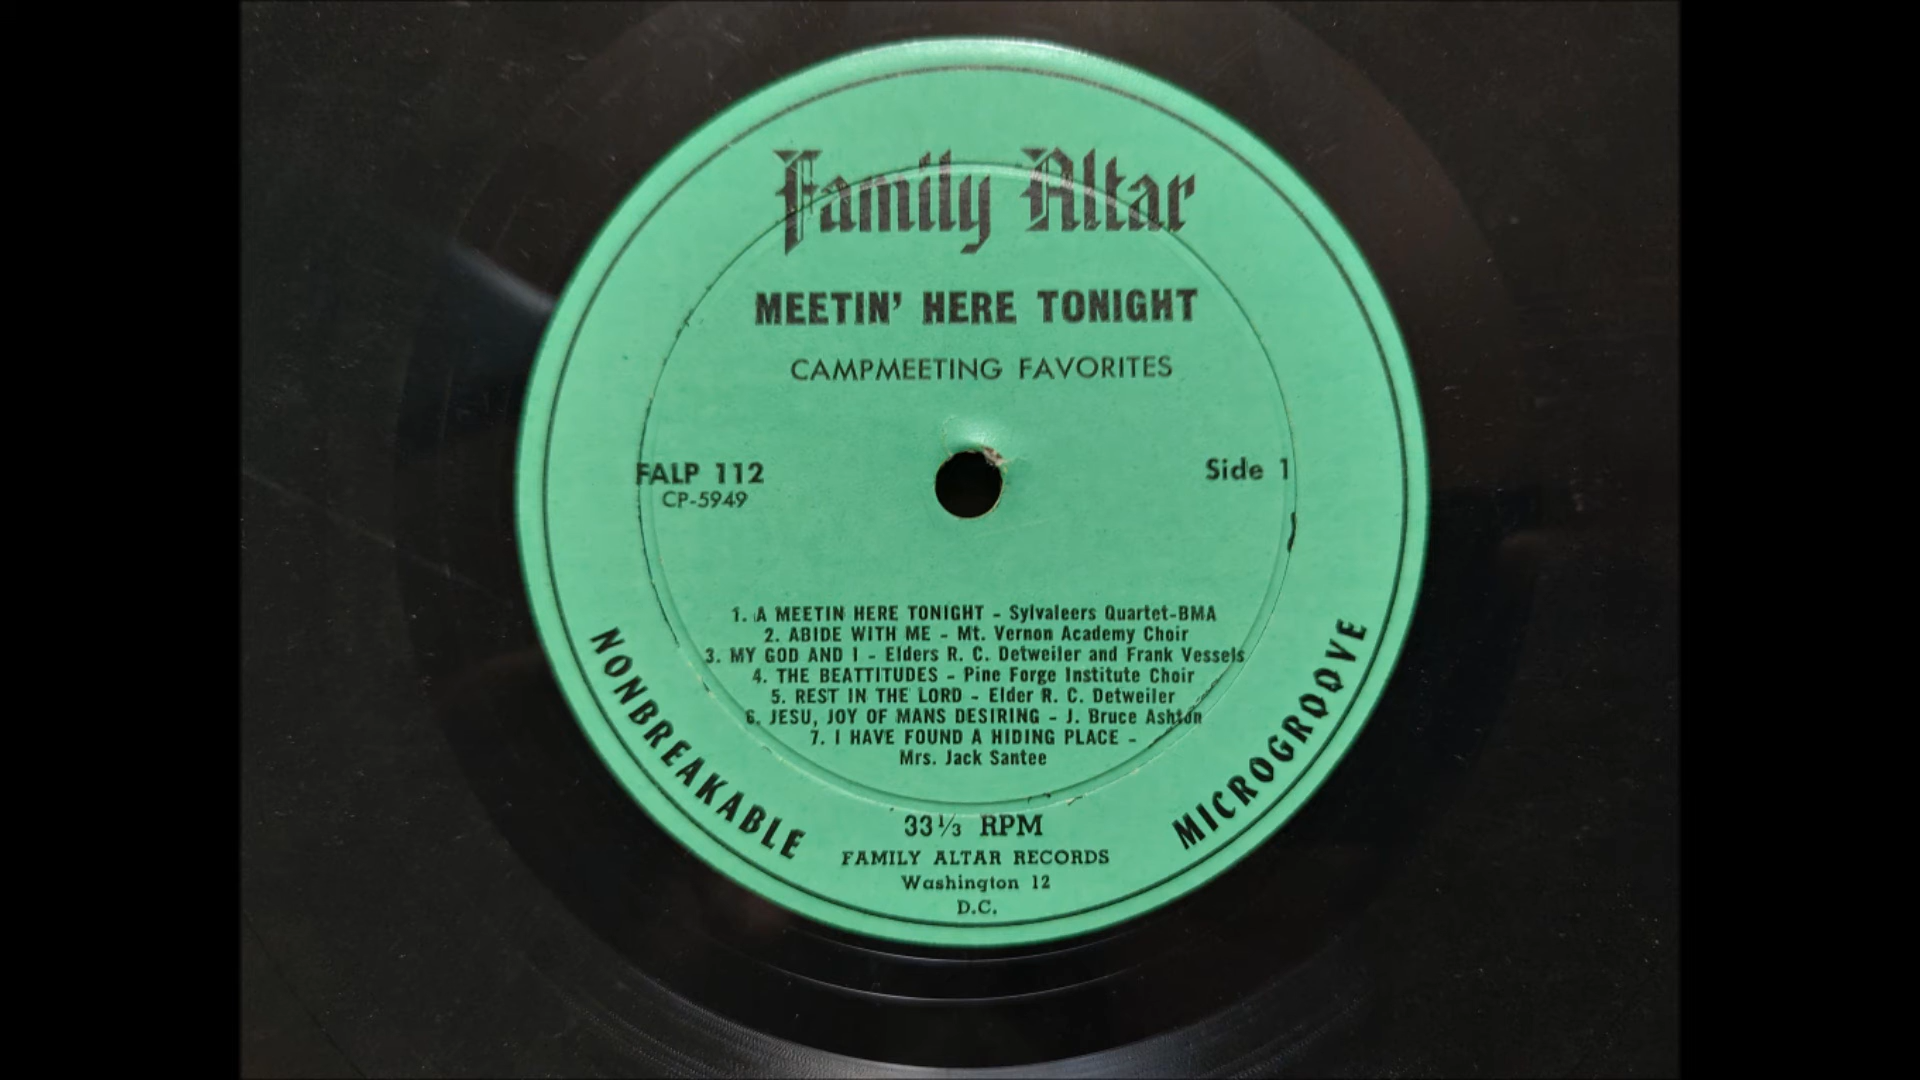 Family Altar
MEETIN' HERE TONIGHT
CAMPMEETING FAVORITES
FALP 112
CP-5949
Side 1
1. A MEETIN HERE TONIGHT - Sylvaleers Quartet-BMA
2. ABIDE WITH ME - Mt. Vernon Academy Choir
3. MY GOD AND I - Elders R. C. Detweiler and Frank Vessels
4. THE BEATTITUDES - Pine Forge Institute Choir
5. REST IN THE LORD - Elder R. C. Detweiler
6. JESU, JOY OF MANS DESIRING - J. Bruce Ashton
7. I HAVE FOUND A HIDING PLACE -
Mrs. Jack Santee
NONBREAKABLE
MICROGROOVE
33⅓ RPM
FAMILY ALTAR RECORDS
Washington 12
D.C.